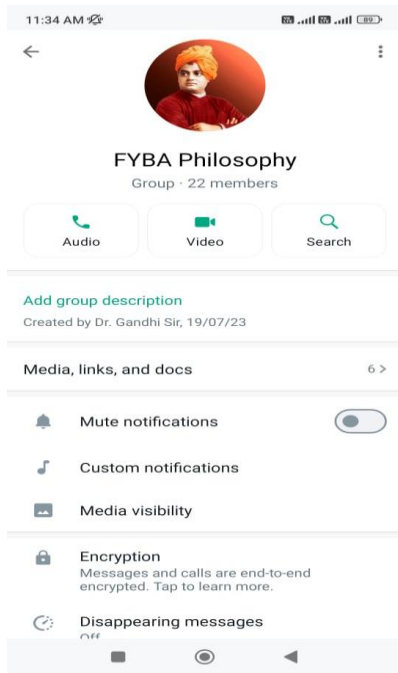 11:34 AM
89
FYBA Philosophy
Group · 22 members
Audio
Video
Search
Add group description
Created by Dr. Gandhi Sir, 19/07/23
Media, links, and docs
6 >
Mute notifications
Custom notifications
Media visibility
Encryption
Messages and calls are end-to-end
encrypted. Tap to learn more.
Disappearing messages
Off